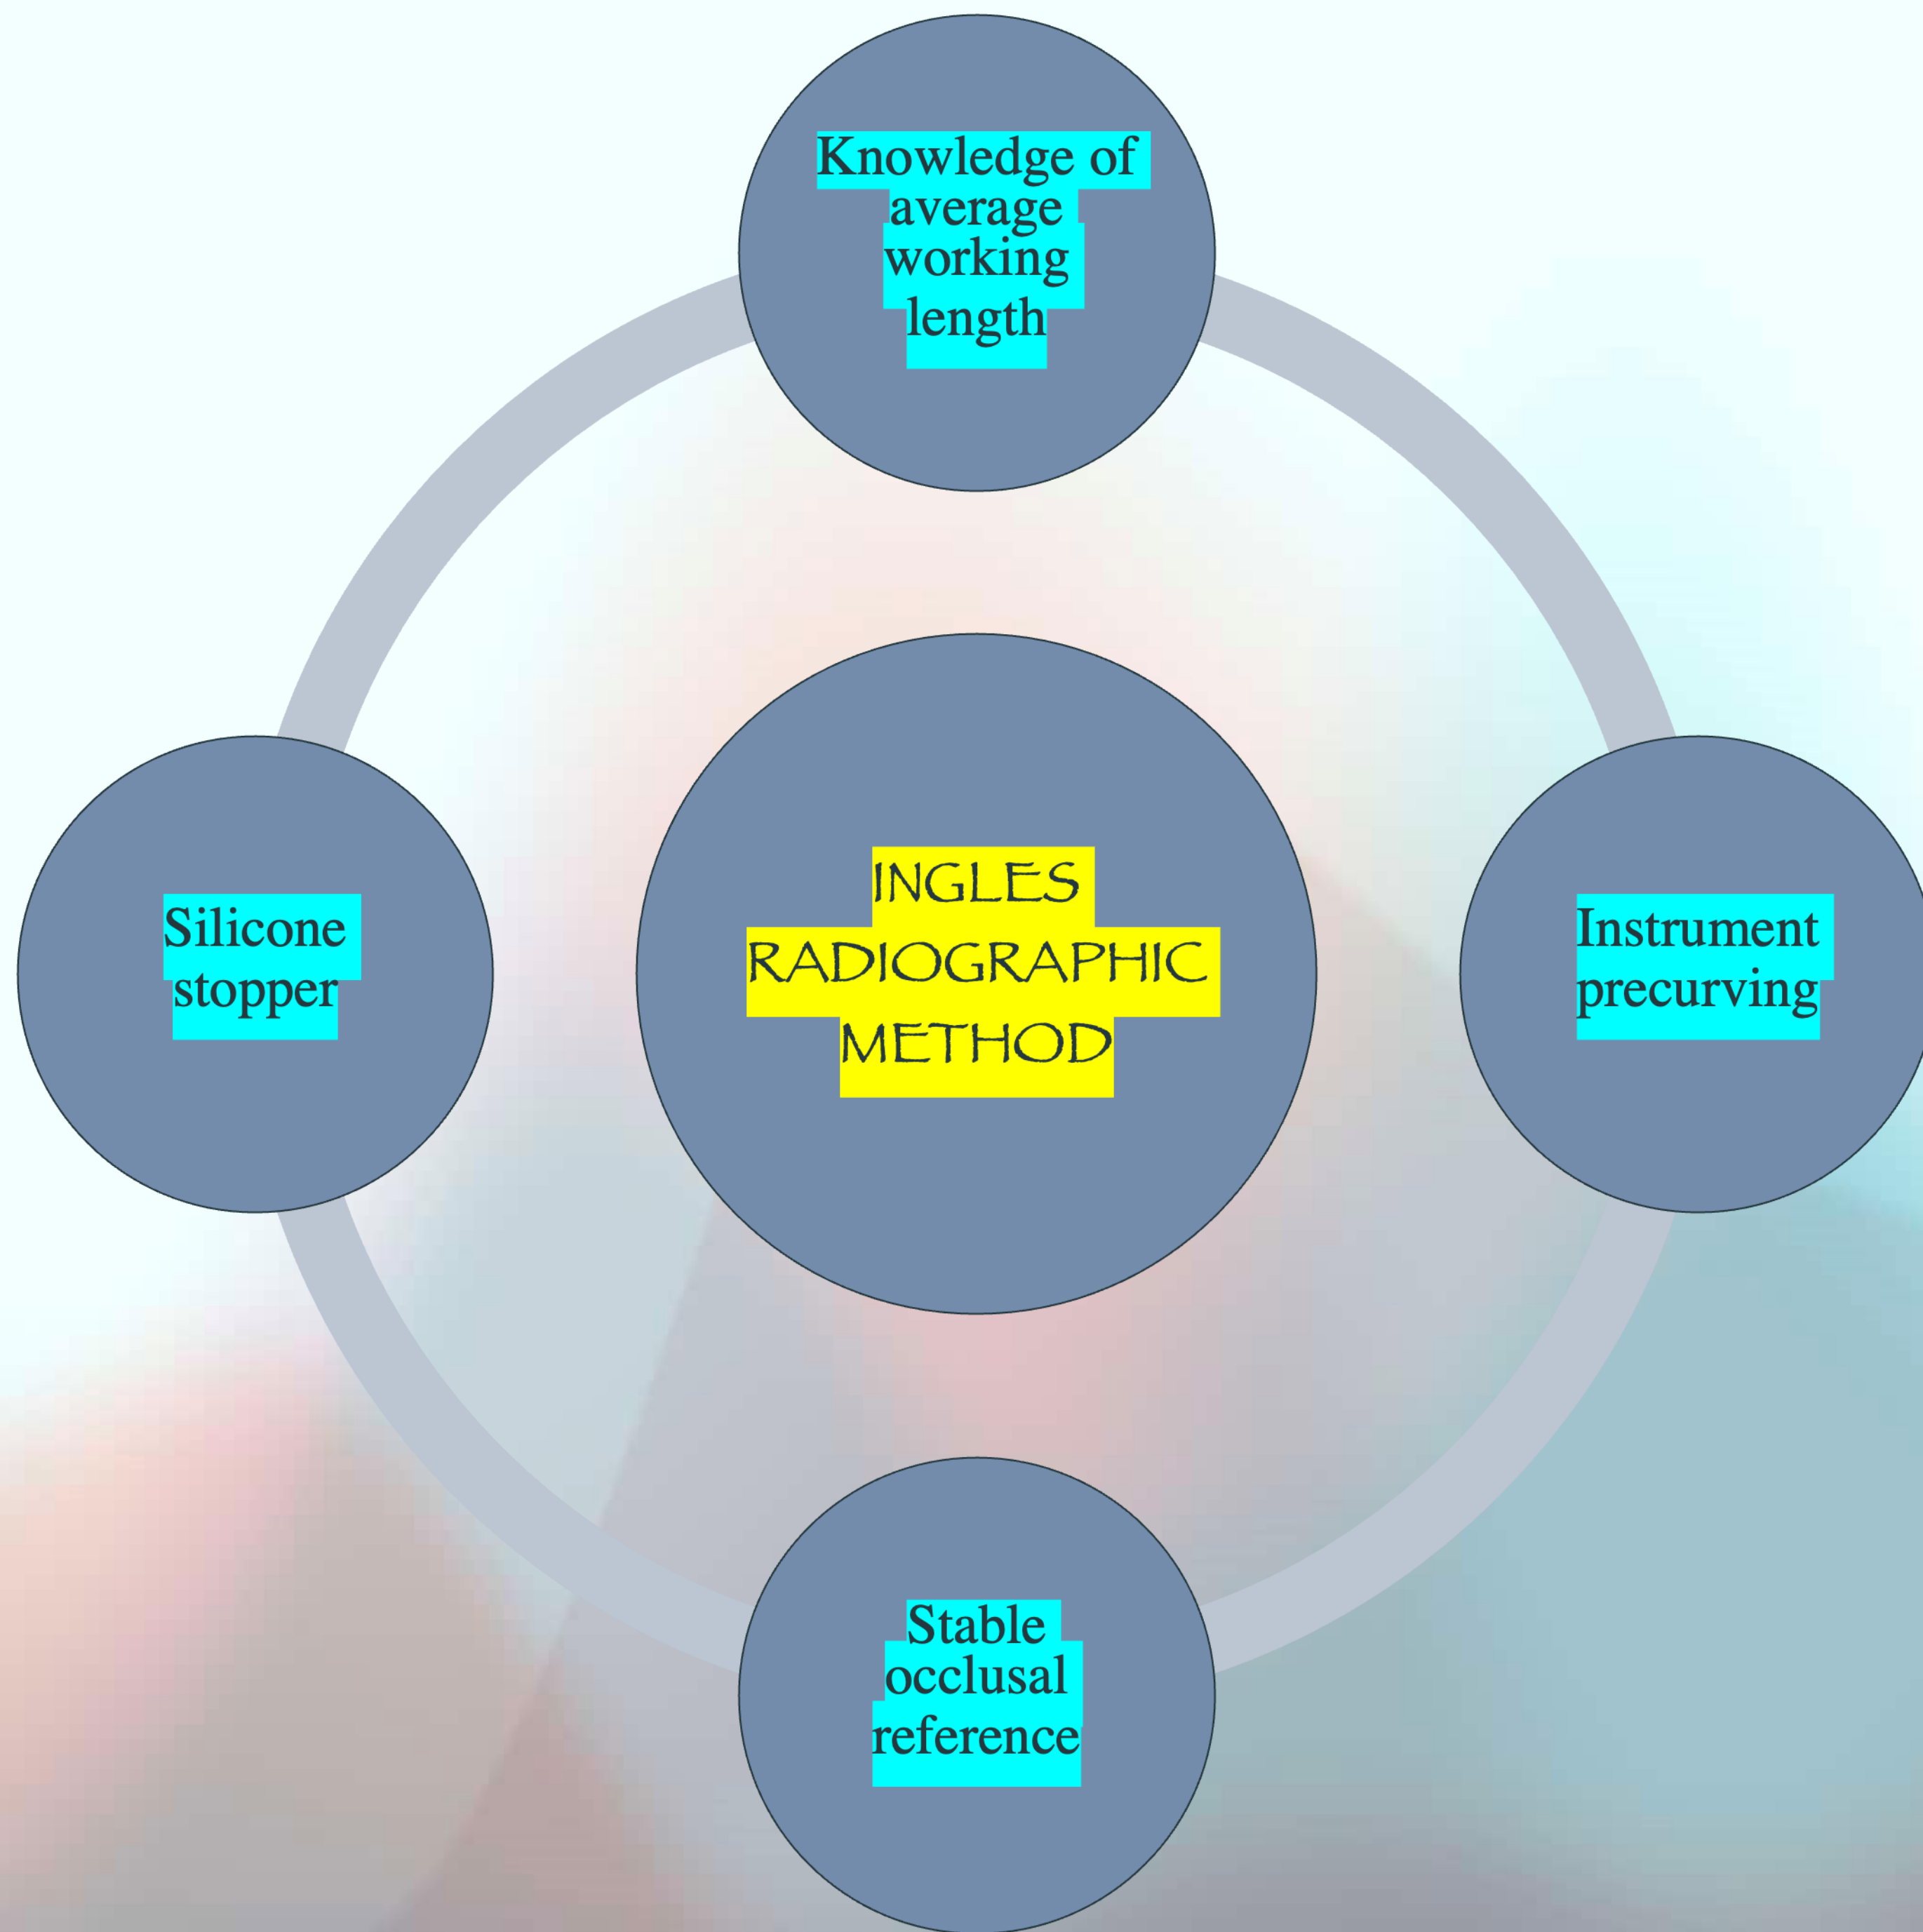 Knowledge of
average
working
length
Silicone
stopper
INGLES
RADIOGRAPHIC
METHOD
Instrument
precurving
Stable
occlusal
reference